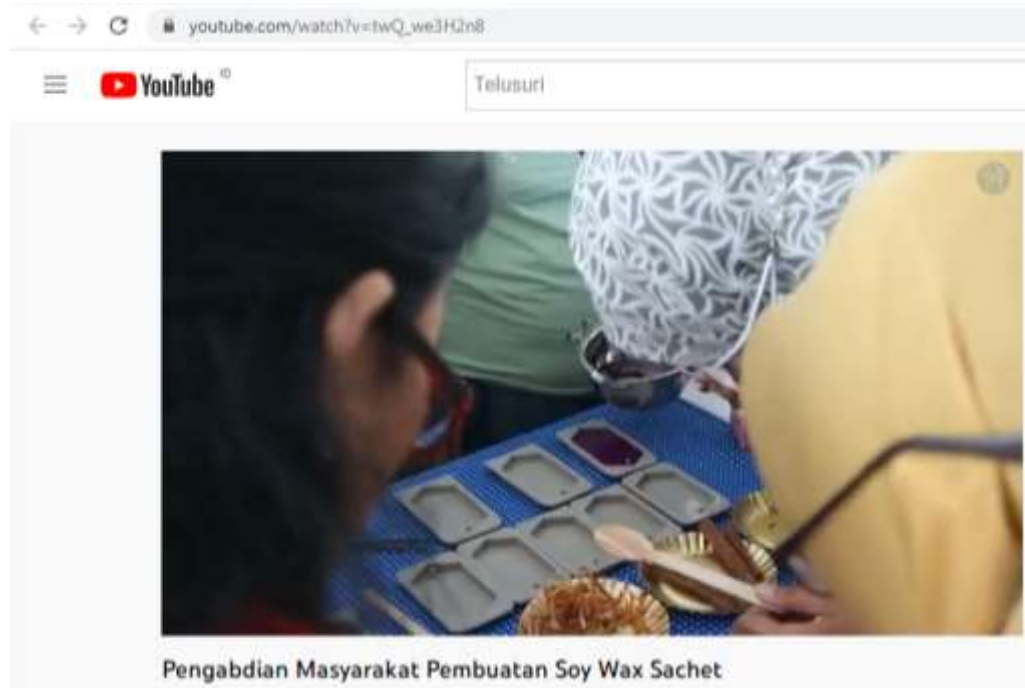 youtube.com/watch?v=twQ_we3H2n8
YouTube ID
Telusuri
Pengabdian Masyarakat Pembuatan Soy Wax Sachet